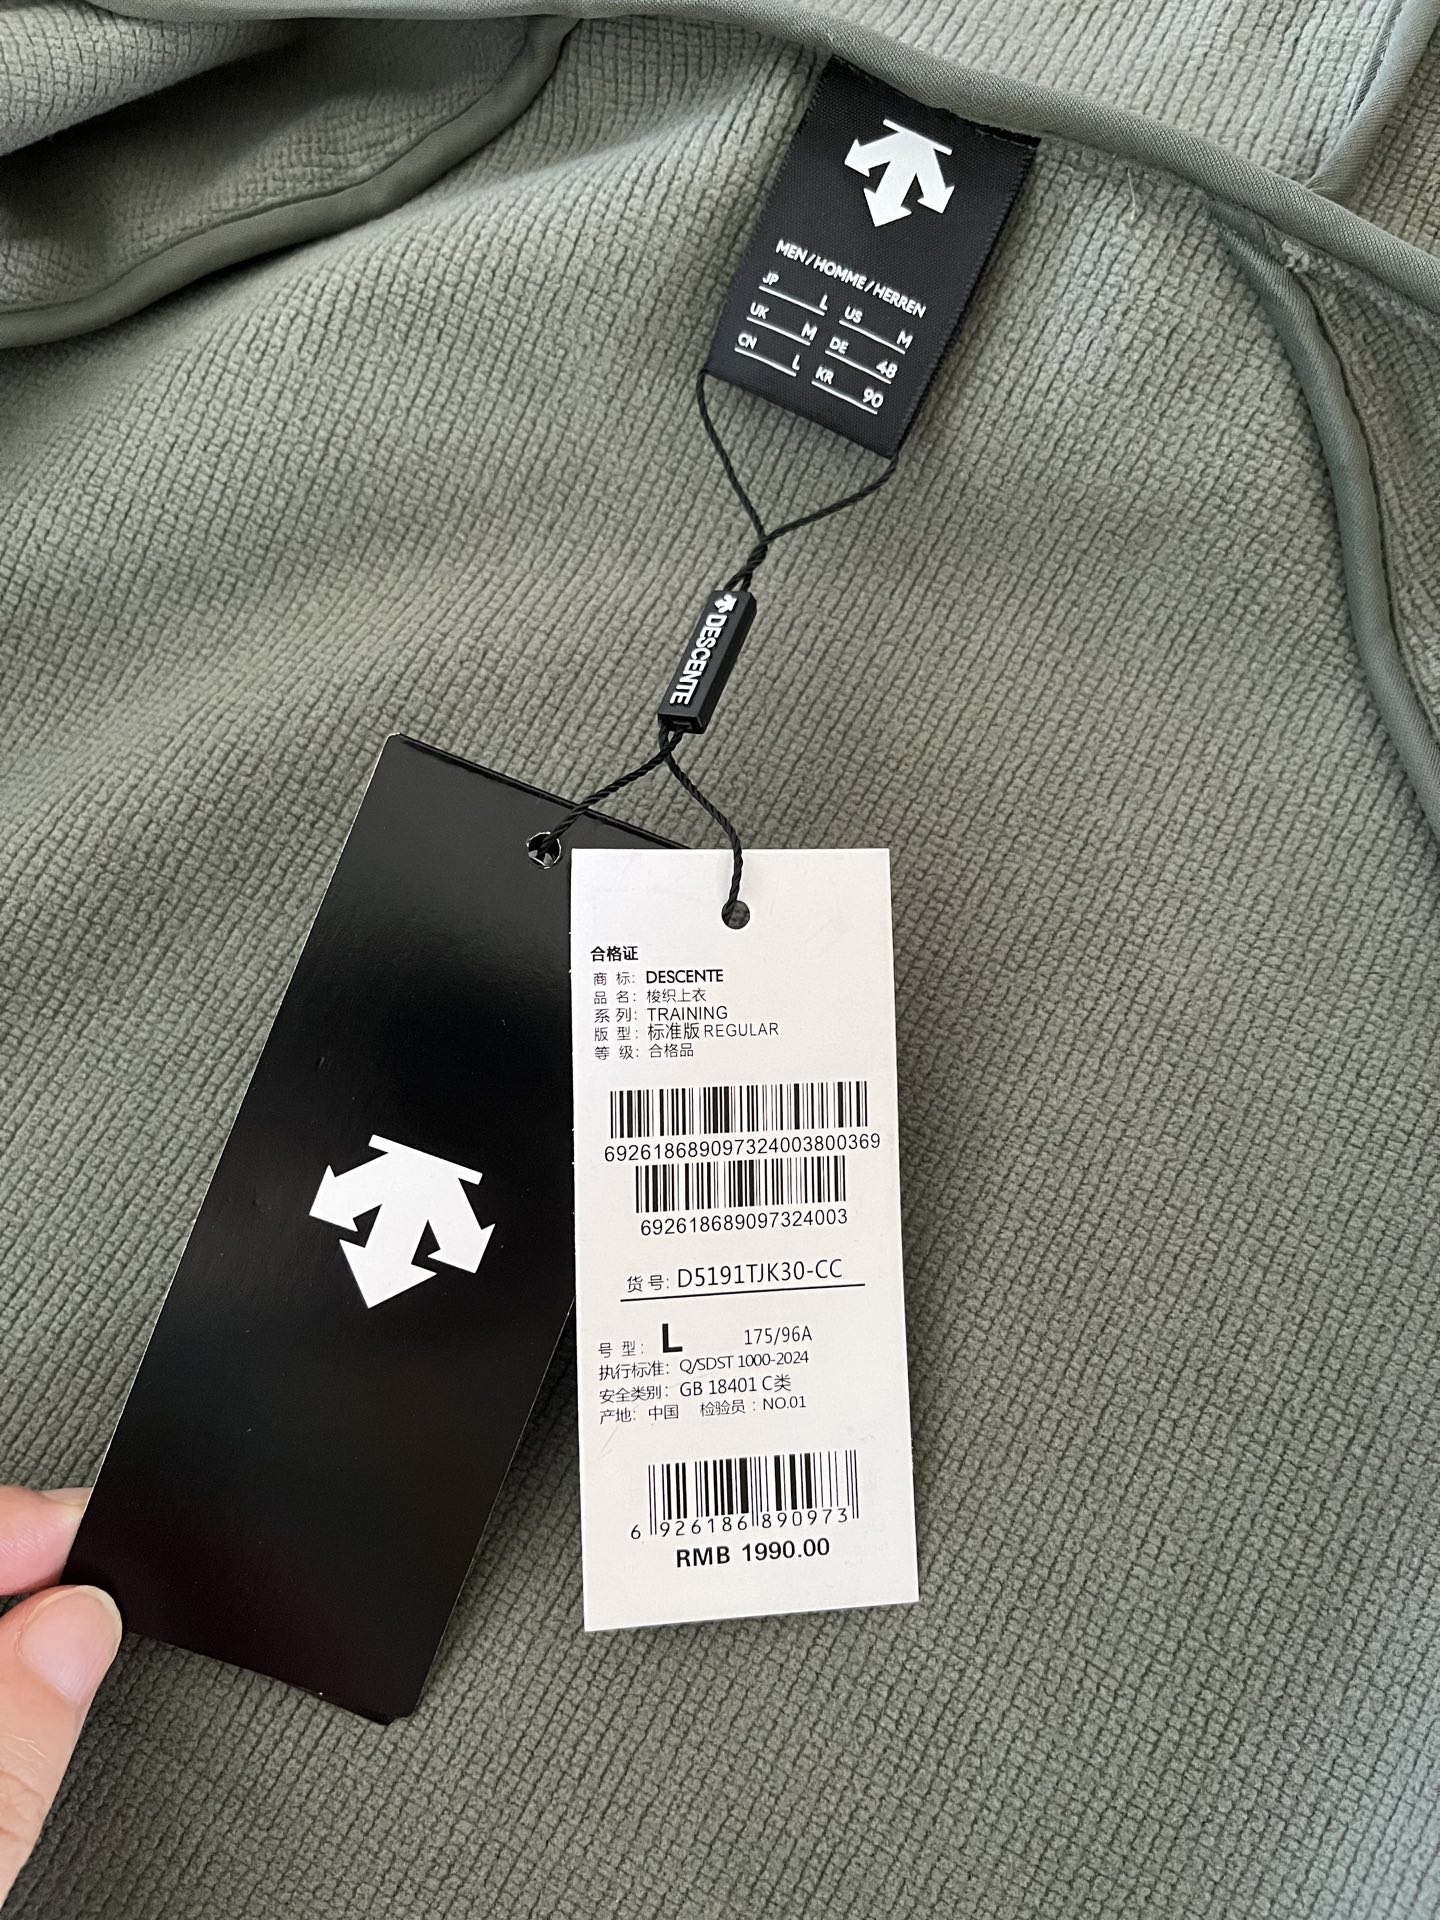 MEN/HOMME/HERREN
JP L US M
UK M DE 48
CN L KR 90
DESCENTE
合格证
商 标: DESCENTE
品 名: 梭织上衣
系 列: TRAINING
版 型: 标准版 REGULAR
等 级: 合格品
692618689097324003800369
692618689097324003
货 号: D5191TJK30-CC
号 型: L 175/96A
执行标准: Q/SDST 1000-2024
安全类别: GB 18401 C类
产地: 中国 检验员: NO.01
6 926186 890973
RMB 1990.00